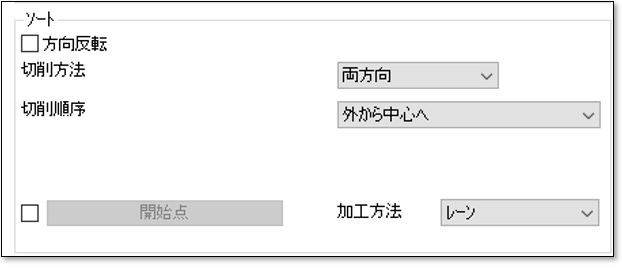 ソート
方向反転
切削方法 両方向
切削順序 外から中心へ
開始点 加工方法 レーン